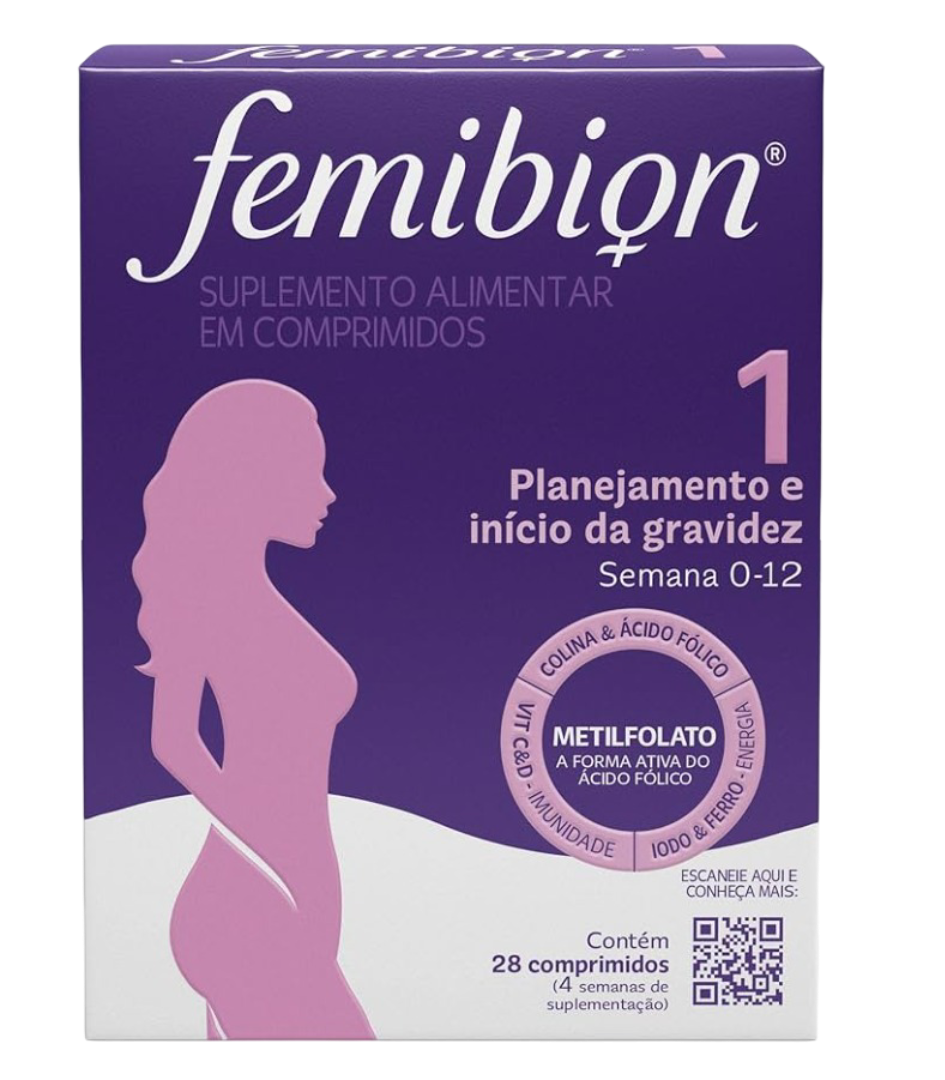 femibion 1
femibion®
SUPLEMENTO ALIMENTAR
EM COMPRIMIDOS
1
Planejamento e
início da gravidez
Semana 0-12
COLINA & ÁCIDO FÓLICO
VIT C&D - IMUNIDADE
IODO & FERRO - ENERGIA
METILFOLATO
A FORMA ATIVA DO
ÁCIDO FÓLICO
ESCANEIE AQUI E
CONHEÇA MAIS:
Contém
28 comprimidos
(4 semanas de
suplementação)